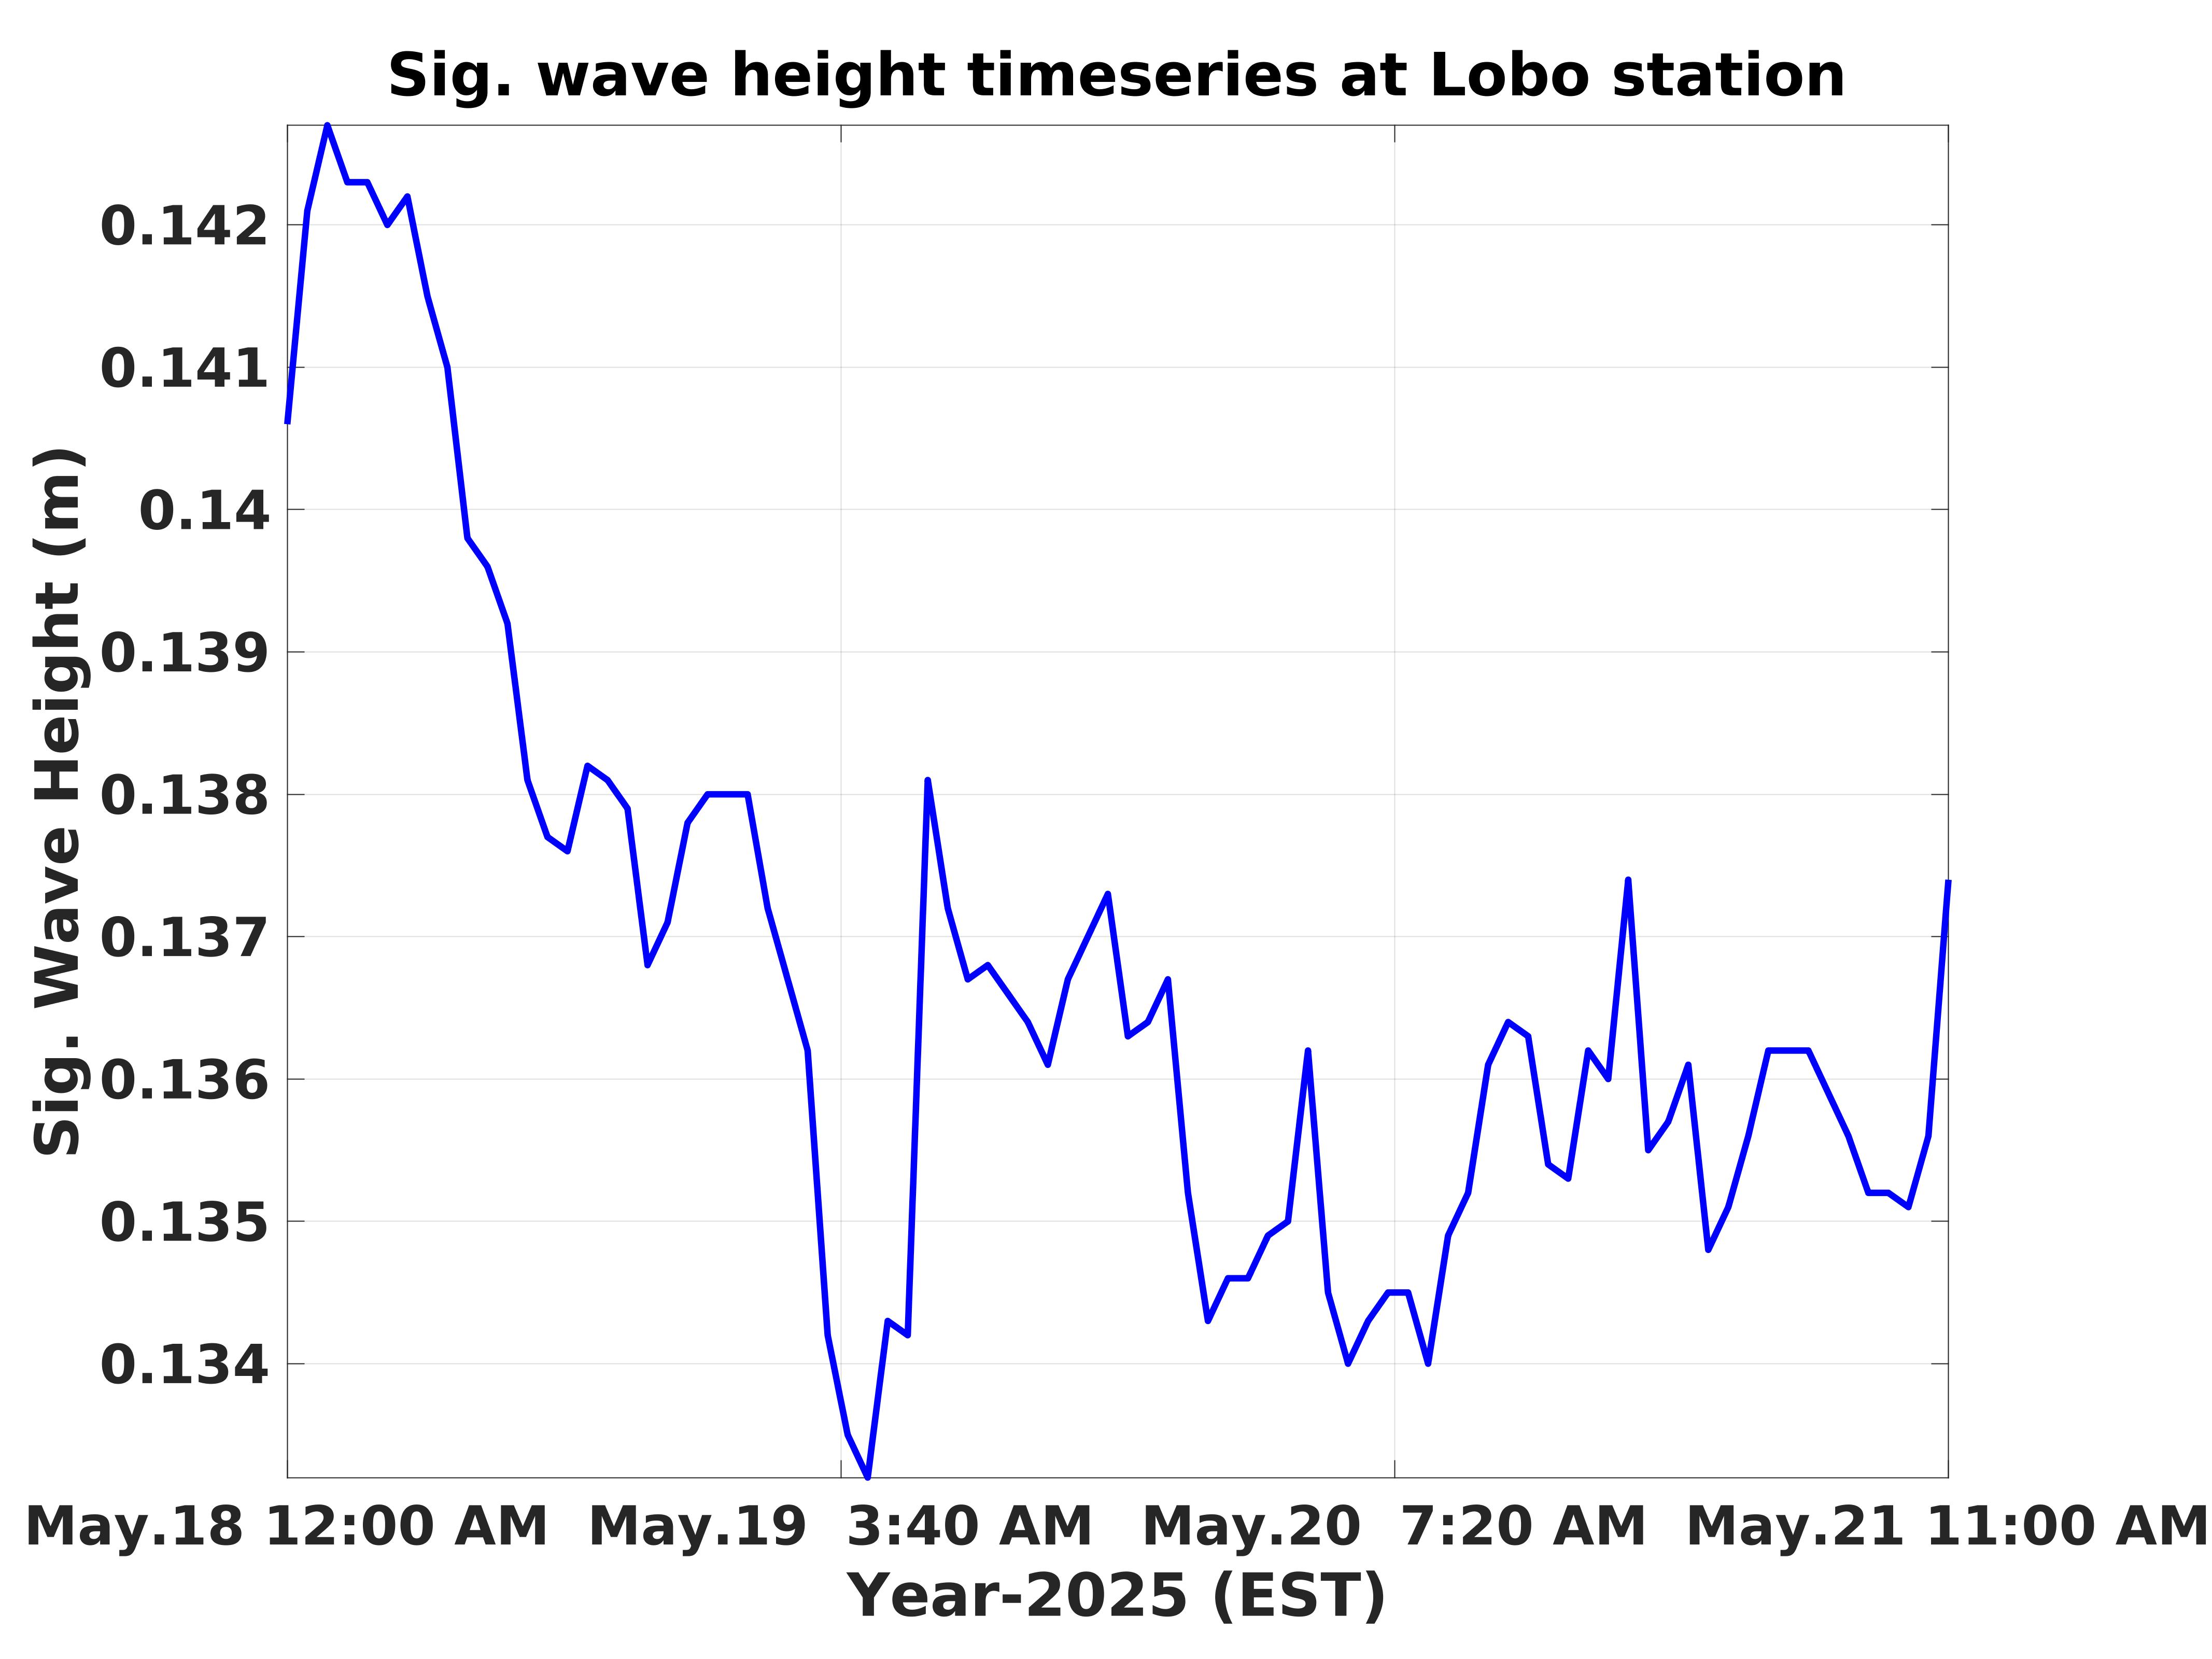 Sig. wave height timeseries at Lobo station
Sig. Wave Height (m)
0.142
0.141
0.14
0.139
0.138
0.137
0.136
0.135
0.134
May.18 12:00 AM May.19 3:40 AM May.20 7:20 AM May.21 11:00 AM
Year-2025 (EST)